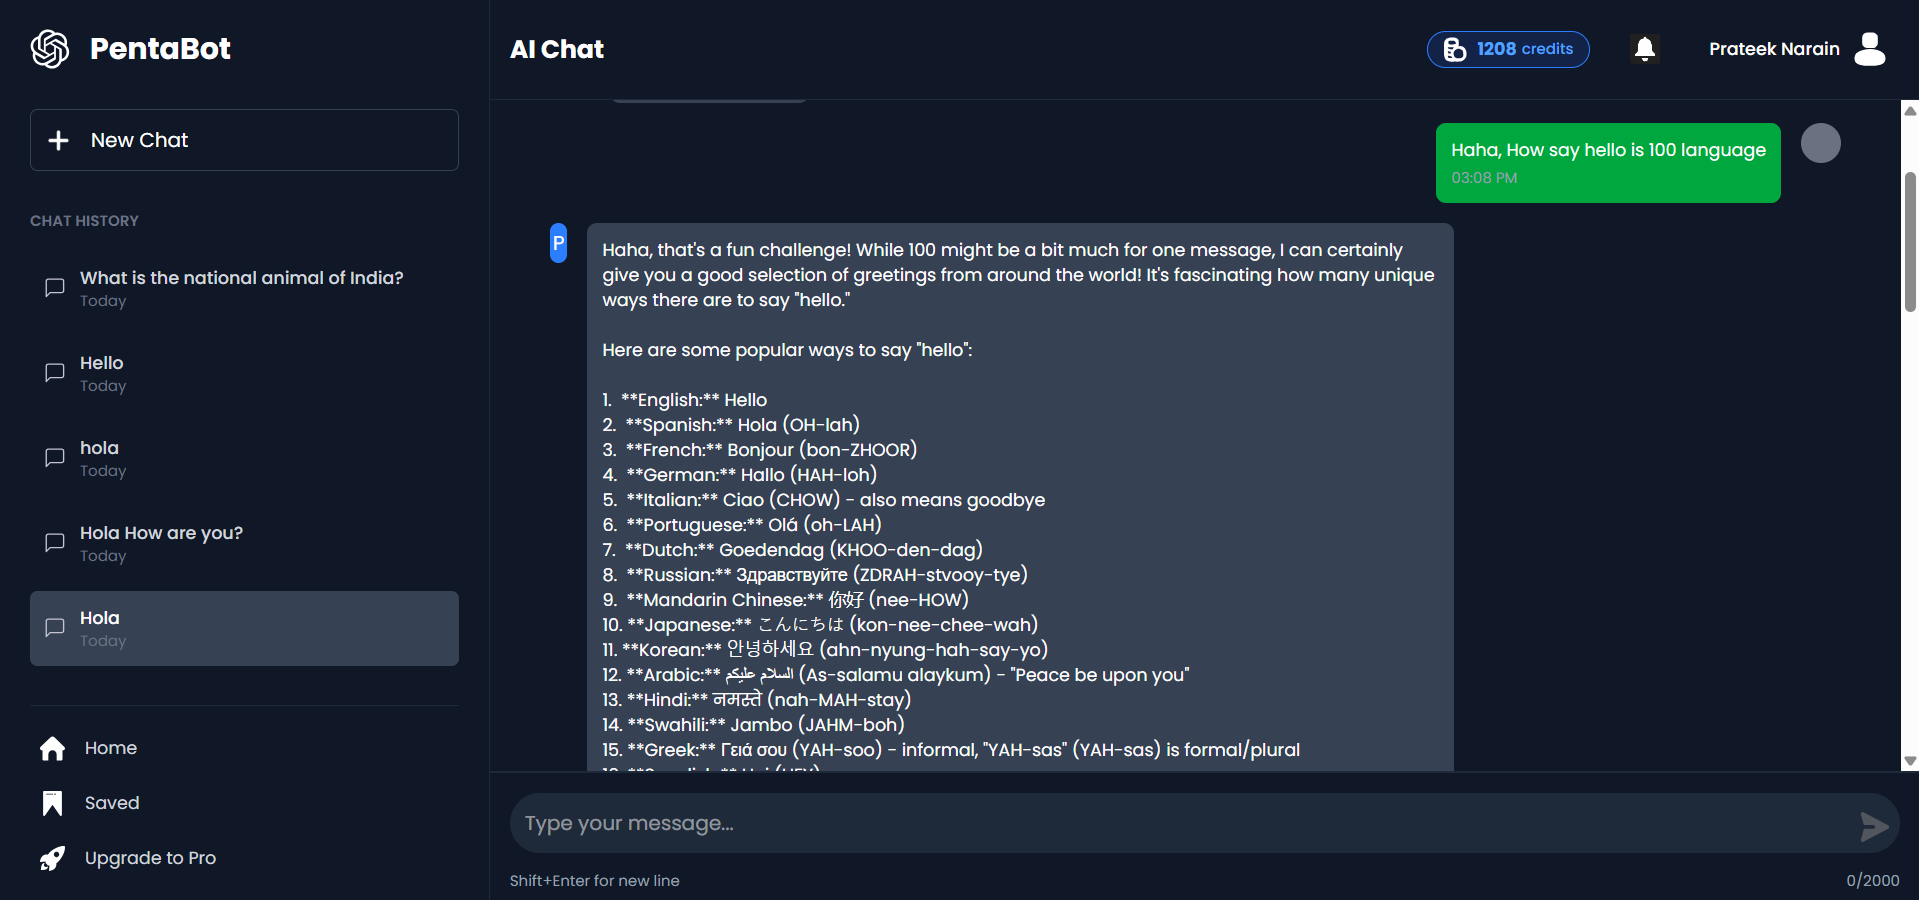 PentaBot
New Chat
CHAT HISTORY
What is the national animal of India?
Today
Hello
Today
hola
Today
Hola How are you?
Today
Hola
Today
Home
Saved
Upgrade to Pro
AI Chat
1208 credits
Prateek Narain
Haha, How say hello is 100 language
03:08 PM
P
Haha, that's a fun challenge! While 100 might be a bit much for one message, I can certainly
give you a good selection of greetings from around the world! It's fascinating how many unique
ways there are to say "hello."
Here are some popular ways to say "hello":
1. **English:** Hello
2. **Spanish:** Hola (OH-lah)
3. **French:** Bonjour (bon-ZHOOR)
4. **German:** Hallo (HAH-loh)
5. **Italian:** Ciao (CHOW) - also means goodbye
6. **Portuguese:** Olá (oh-LAH)
7. **Dutch:** Goedendag (KHOO-den-dag)
8. **Russian:** Здравствуйте (ZDRAH-stvooy-tye)
9. **Mandarin Chinese:** 你好 (nee-HOW)
10. **Japanese:** こんにちは (kon-nee-chee-wah)
11. **Korean:** 안녕하세요 (ahn-nyung-hah-say-yo)
12. **Arabic:** السلام عليكم (As-salamu alaykum) - "Peace be upon you"
13. **Hindi:** नमस्ते (nah-MAH-stay)
14. **Swahili:** Jambo (JAHM-boh)
15. **Greek:** Γειά σου (YAH-soo) - informal, "YAH-sas" (YAH-sas) is formal/plural
Type your message...
Shift+Enter for new line
0/2000